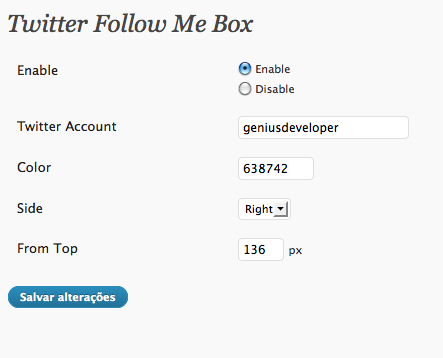 Twitter Follow Me Box
Enable
Enable
Disable
Twitter Account
geniusdeveloper
Color
638742
Side
Right
From Top
136 px
Salvar alterações